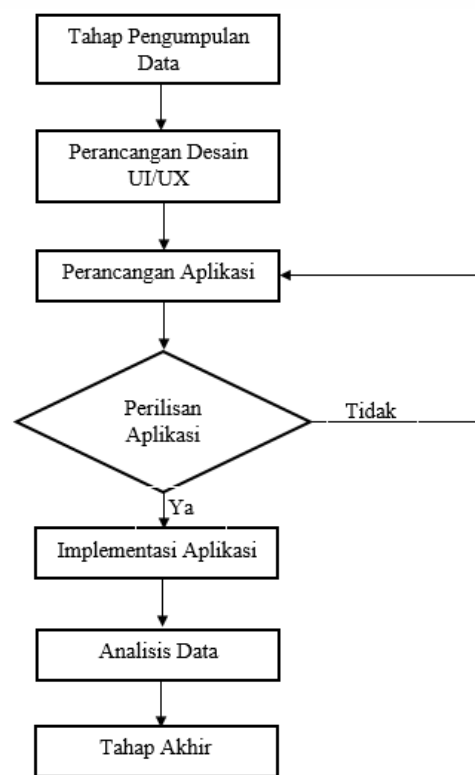 Tahap Pengumpulan
Data
Perancangan Desain
UI/UX
Perancangan Aplikasi
Perilisan
Aplikasi
Tidak
Ya
Implementasi Aplikasi
Analisis Data
Tahap Akhir